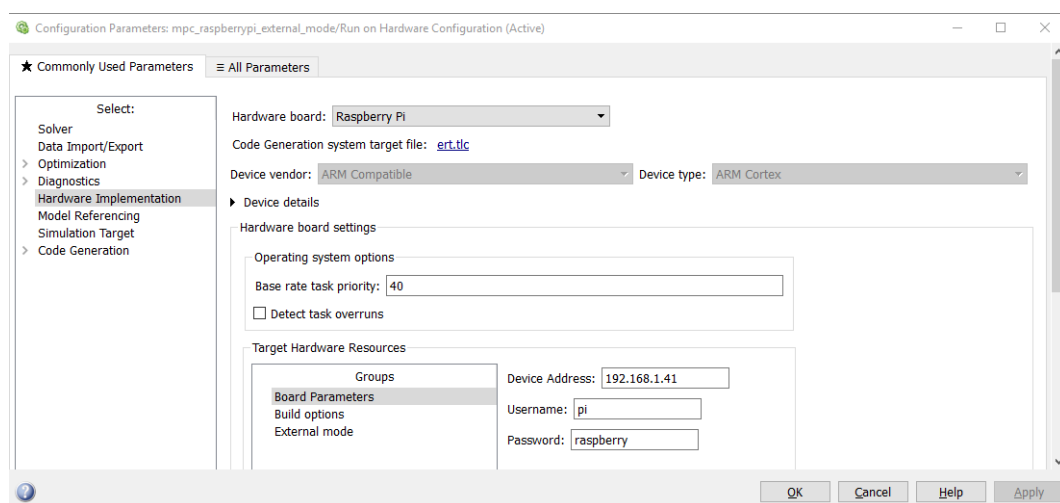 Configuration Parameters: mpc_raspberrypi_external_mode/Run on Hardware Configuration (Active)
★ Commonly Used Parameters
≡ All Parameters
Select:
Solver
Data Import/Export
Optimization
Diagnostics
Hardware Implementation
Model Referencing
Simulation Target
Code Generation
Hardware board: Raspberry Pi
Code Generation system target file: ert.tlc
Device vendor: ARM Compatible Device type: ARM Cortex
Device details
Hardware board settings
Operating system options
Base rate task priority: 40
Detect task overruns
Target Hardware Resources
Groups
Board Parameters
Build options
External mode
Device Address: 192.168.1.41
Username: pi
Password: raspberry
OK Cancel Help Apply